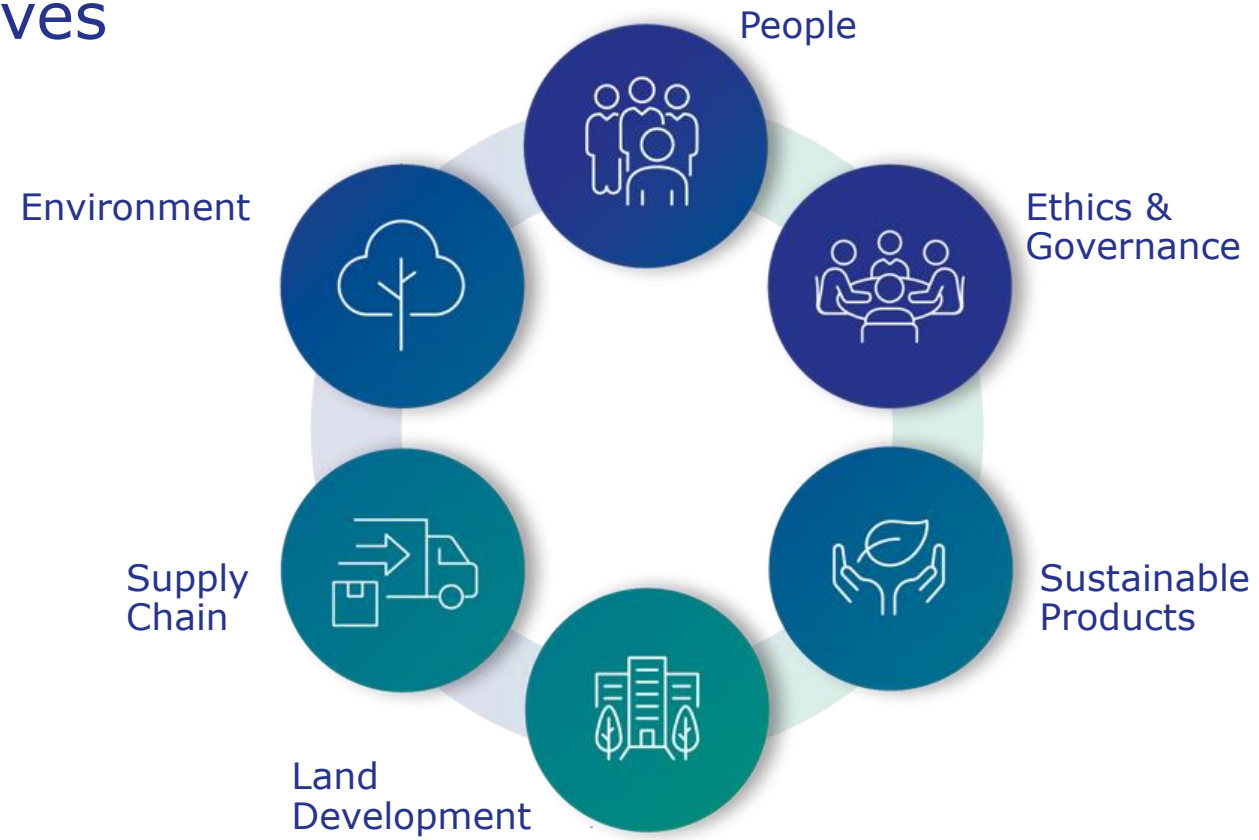 ves
People
Environment
Ethics &
Governance
Supply
Chain
Sustainable
Products
Land
Development